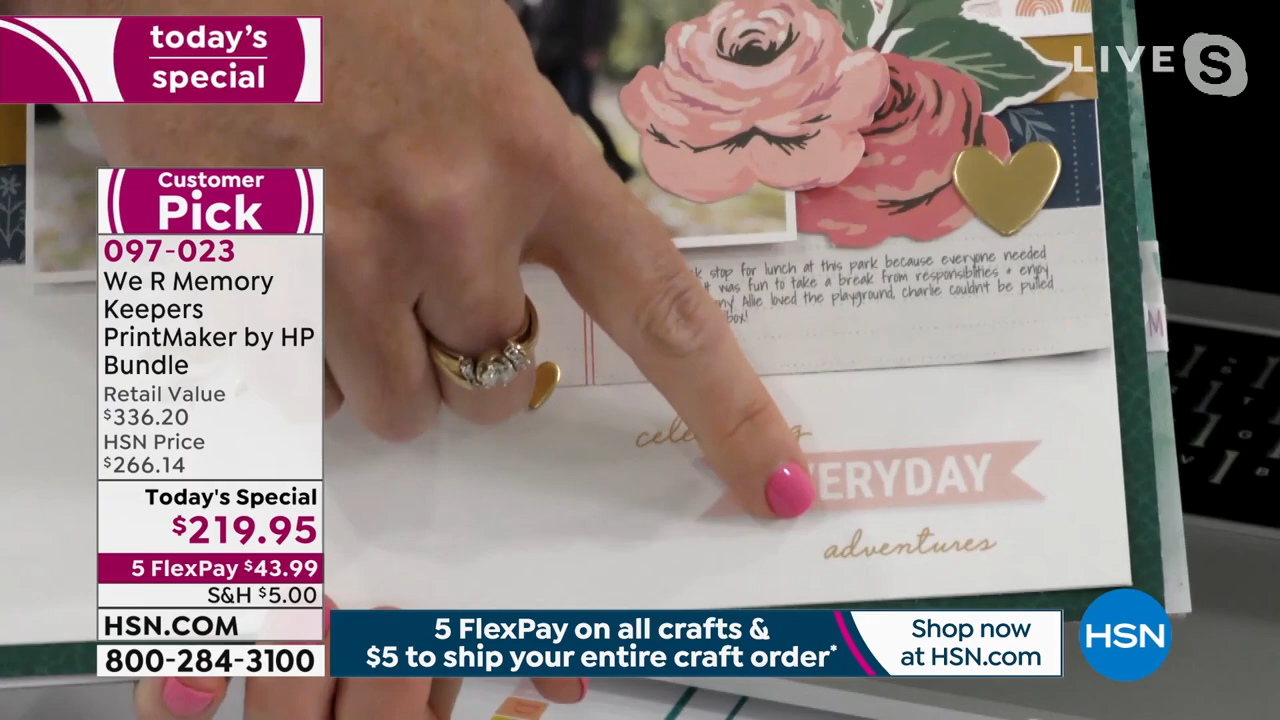 today's
special
LIVE S
Customer
Pick
097-023
We R Memory
Keepers
PrintMaker by HP
Bundle
Retail Value
$336.20
HSN Price
$266.14
Today's Special
$219.95
5 FlexPay $43.99
S&H $5.00
HSN.COM
800-284-3100
stop for lunch at this park because everyone needed
was fun to take a break from responsibilities + enjoy
Allie loved the playground, charlie couldn't be pulled
box!
M
VERYDAY
adventures
5 FlexPay on all crafts &
$5 to ship your entire craft order*
Shop now
at HSN.com
HSN